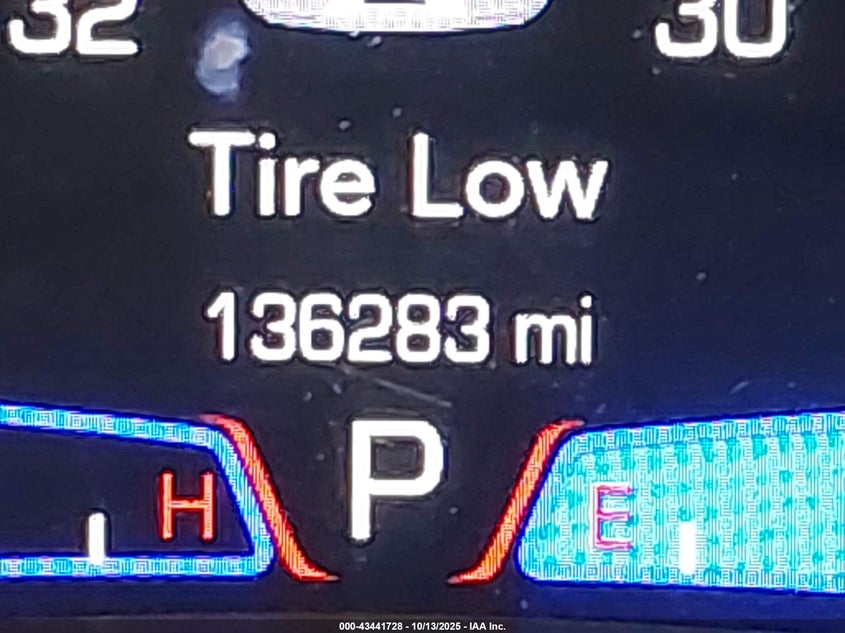 32 30
Tire Low
136283 mi
P
H E
000-43441728 - 10/13/2025 - IAA Inc.